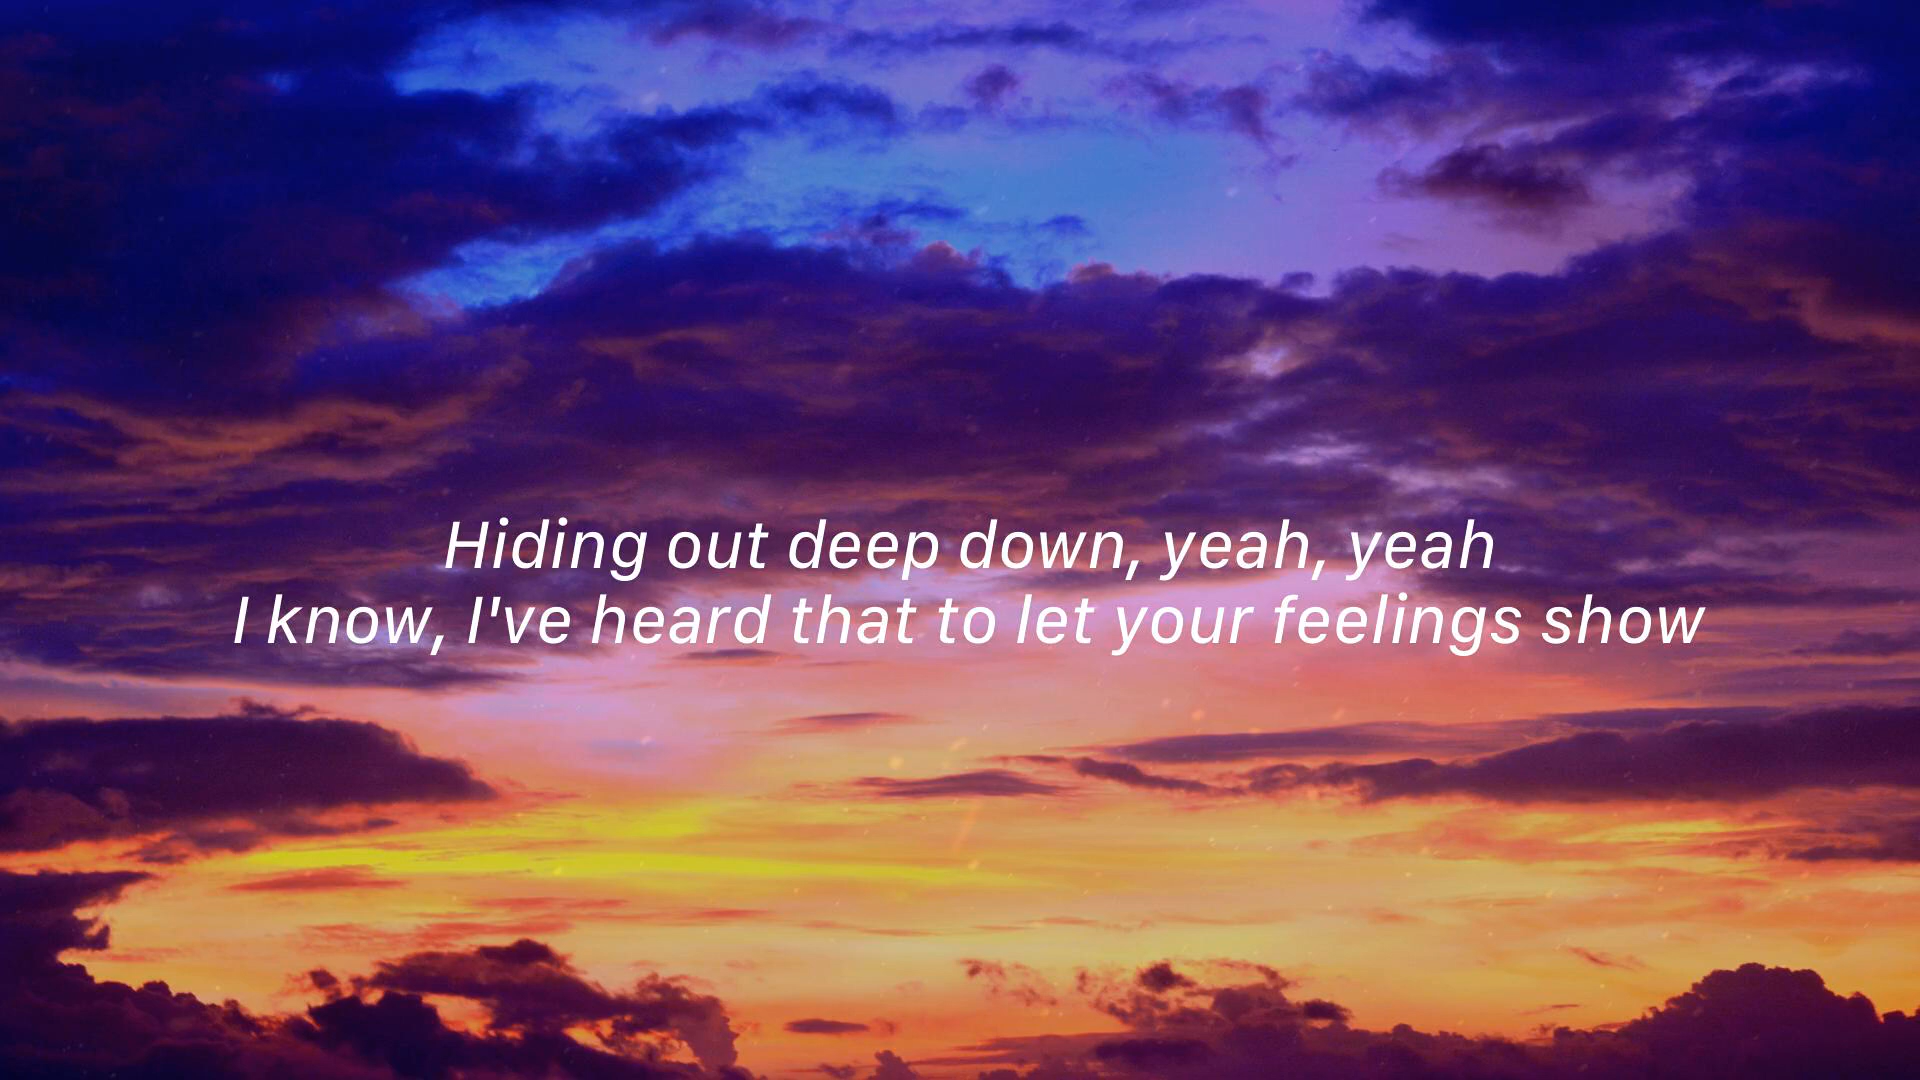 Hiding out deep down, yeah, yeah
I know, I've heard that to let your feelings show